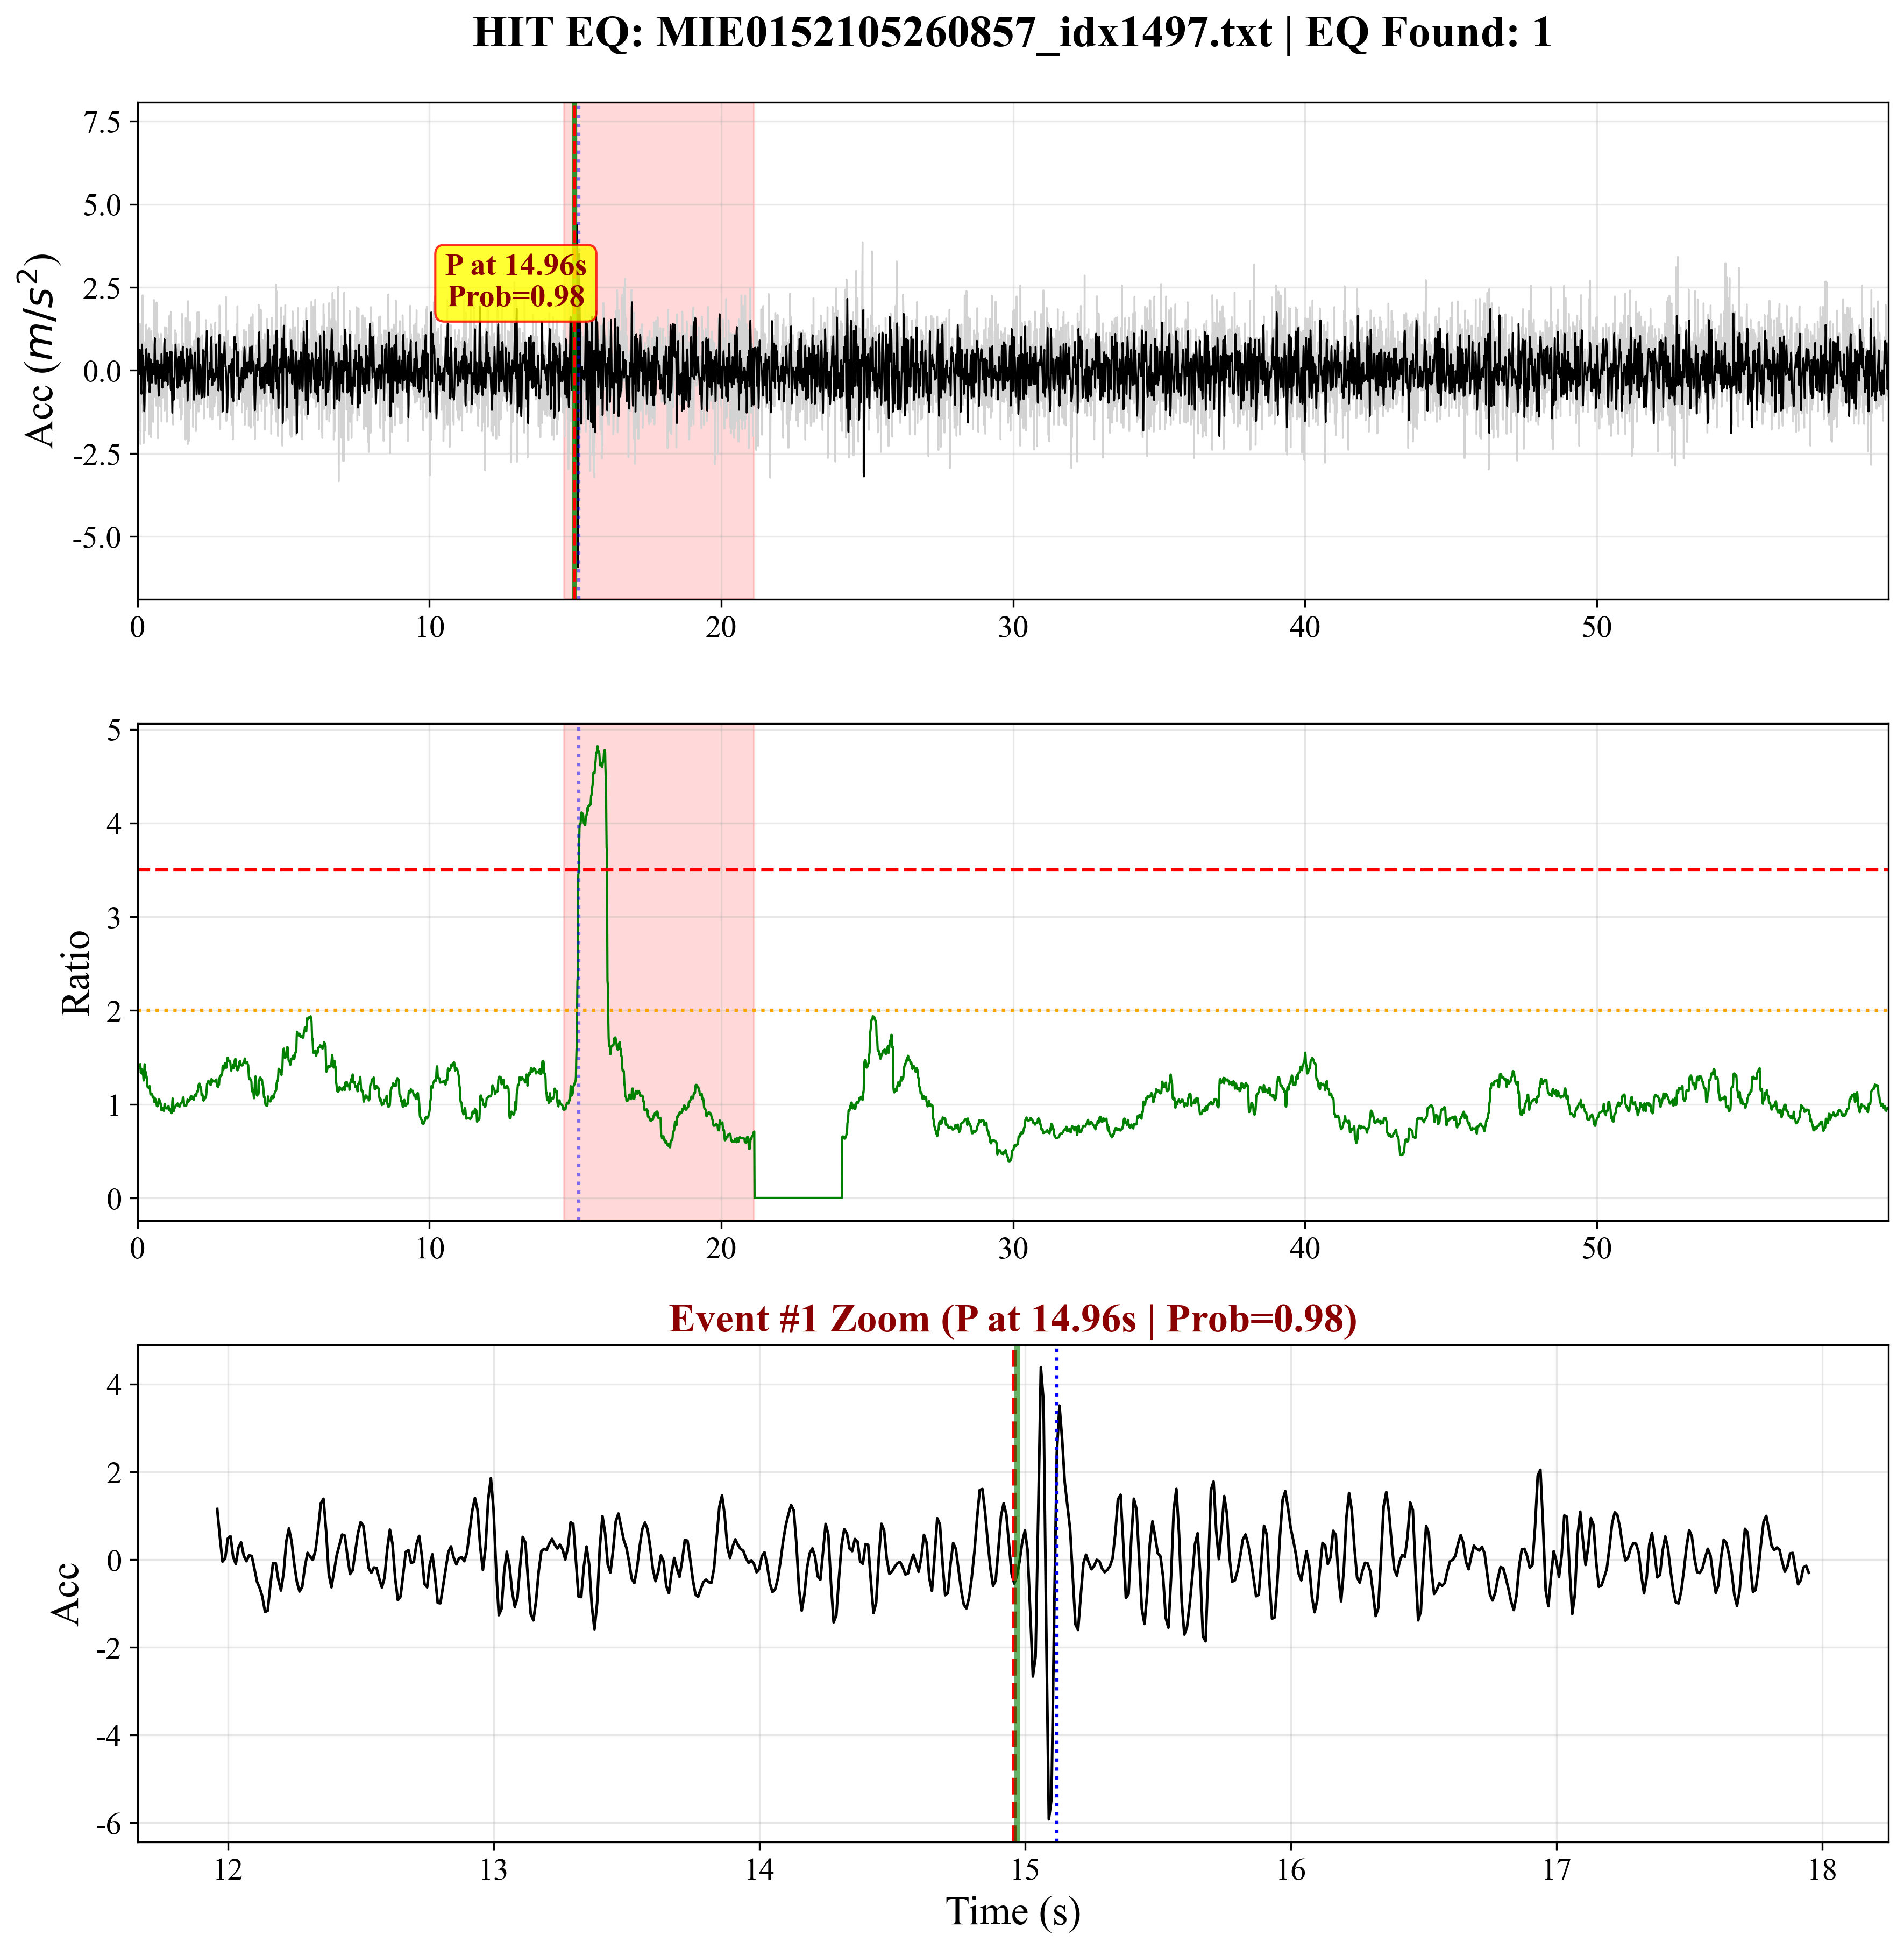 HIT EQ: MIE0152105260857_idx1497.txt | EQ Found: 1
7.5
5.0
2.5
0.0
-2.5
-5.0
Acc (m/s²)
P at 14.96s
Prob=0.98
0 10 20 30 40 50
5
4
3
2
1
0
Ratio
0 10 20 30 40 50
Event #1 Zoom (P at 14.96s | Prob=0.98)
4
2
0
-2
-4
-6
Acc
12 13 14 15 16 17 18
Time (s)